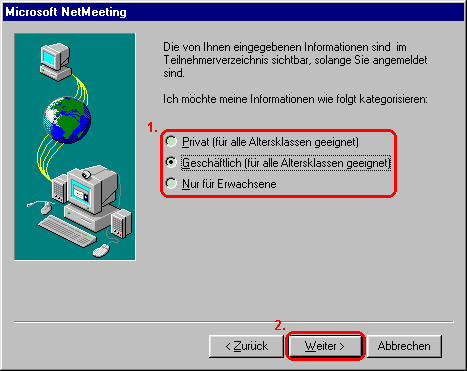 Microsoft NetMeeting
Die von Ihnen eingegebenen Informationen sind im
Teilnehmerverzeichnis sichtbar, solange Sie angemeldet
sind.
Ich möchte meine Informationen wie folgt kategorisieren:
1.
Privat (für alle Altersklassen geeignet)
Geschäftlich (für alle Altersklassen geeignet)
Nur für Erwachsene
2.
< Zurück Weiter > Abbrechen